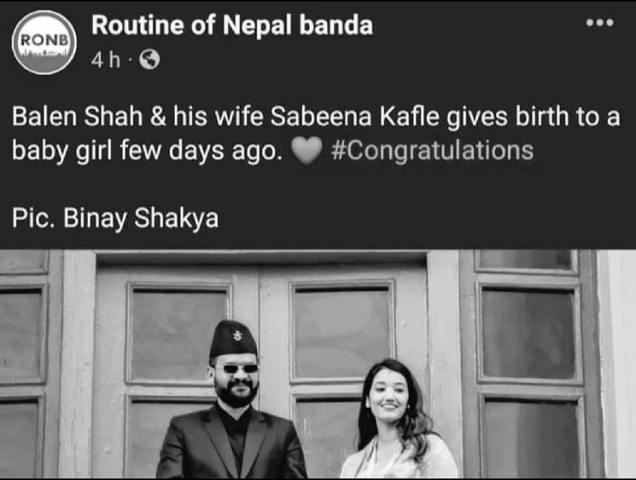 RONB
Routine of Nepal banda
4 h ·
Balen Shah & his wife Sabeena Kafle gives birth to a
baby girl few days ago. 🤍 #Congratulations
Pic. Binay Shakya